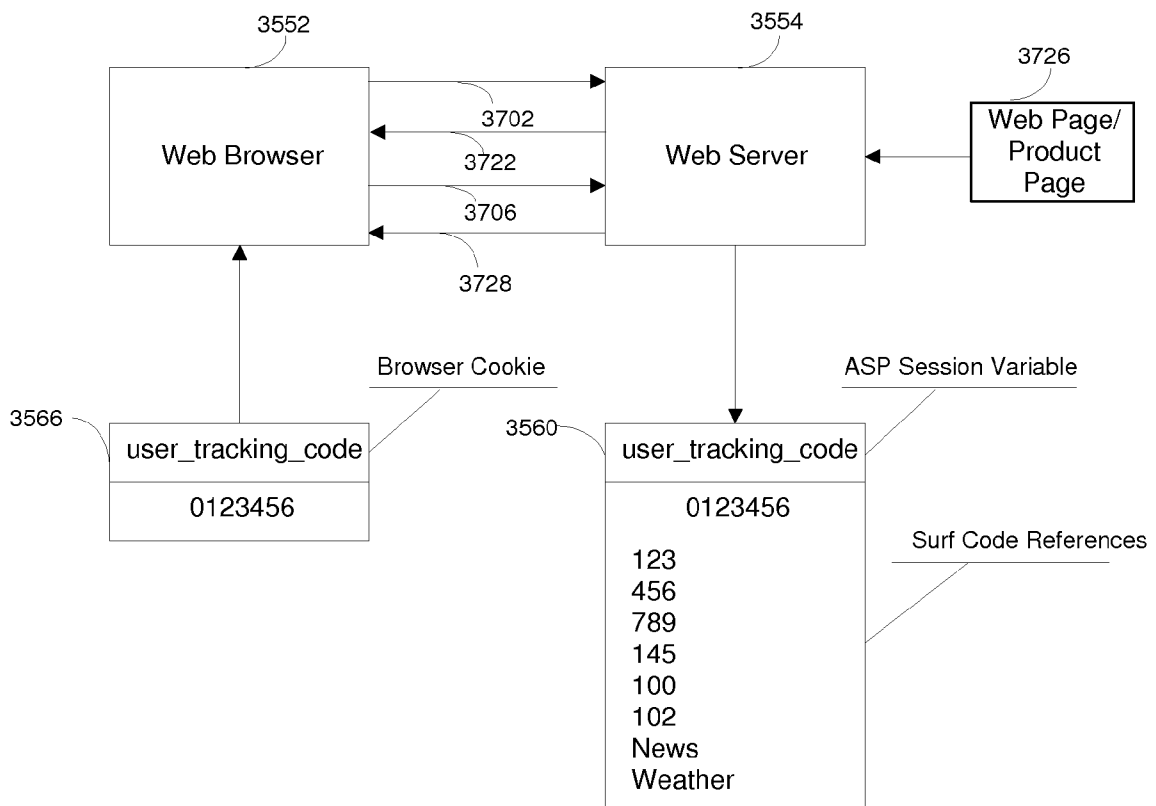 3552
3554
3726
3702
3722
3706
3728
Web Browser
Web Server
Web Page/
Product
Page
Browser Cookie
ASP Session Variable
3566
user_tracking_code
0123456
3560
user_tracking_code
0123456
Surf Code References
123
456
789
145
100
102
News
Weather